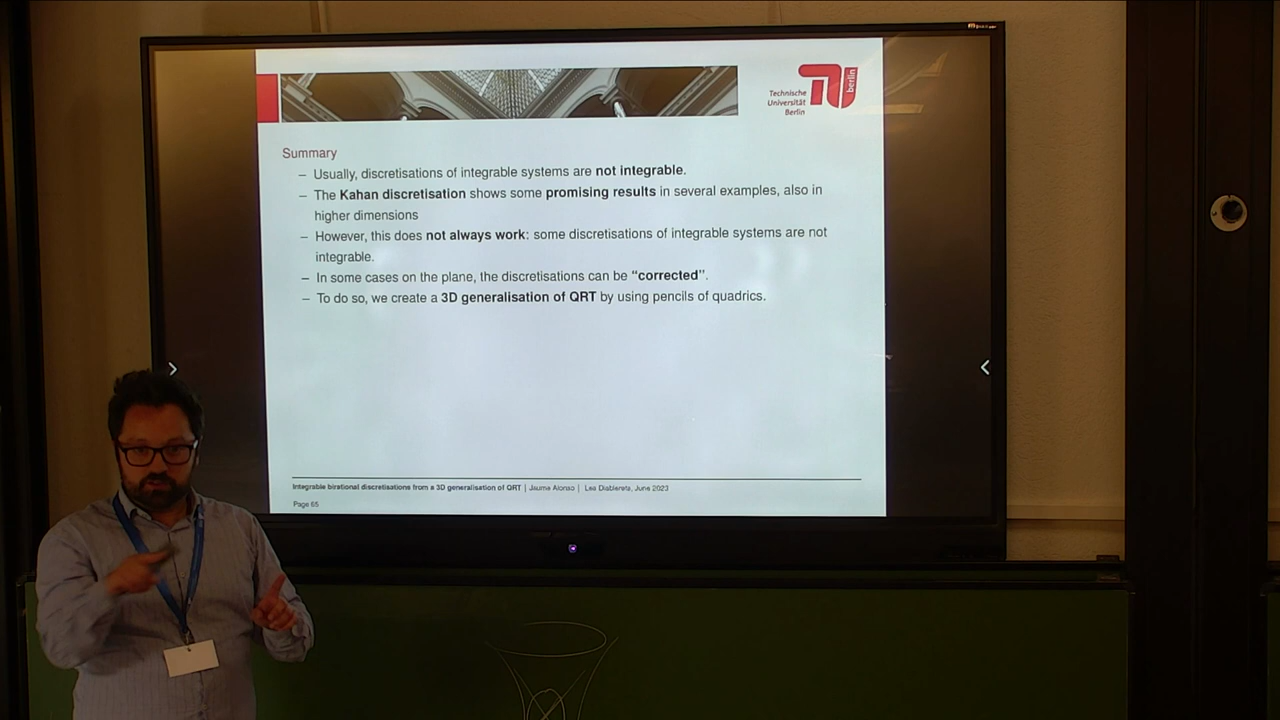 Technische
Universität
Berlin
berlin
Summary
– Usually, discretisations of integrable systems are not integrable.
– The Kahan discretisation shows some promising results in several examples, also in
higher dimensions
– However, this does not always work: some discretisations of integrable systems are not
integrable.
– In some cases on the plane, the discretisations can be “corrected”.
– To do so, we create a 3D generalisation of QRT by using pencils of quadrics.
Integrable birational discretisations from a 3D generalisation of QRT | Jaume Alonso | Les Diablerets, June 2023
Page 65